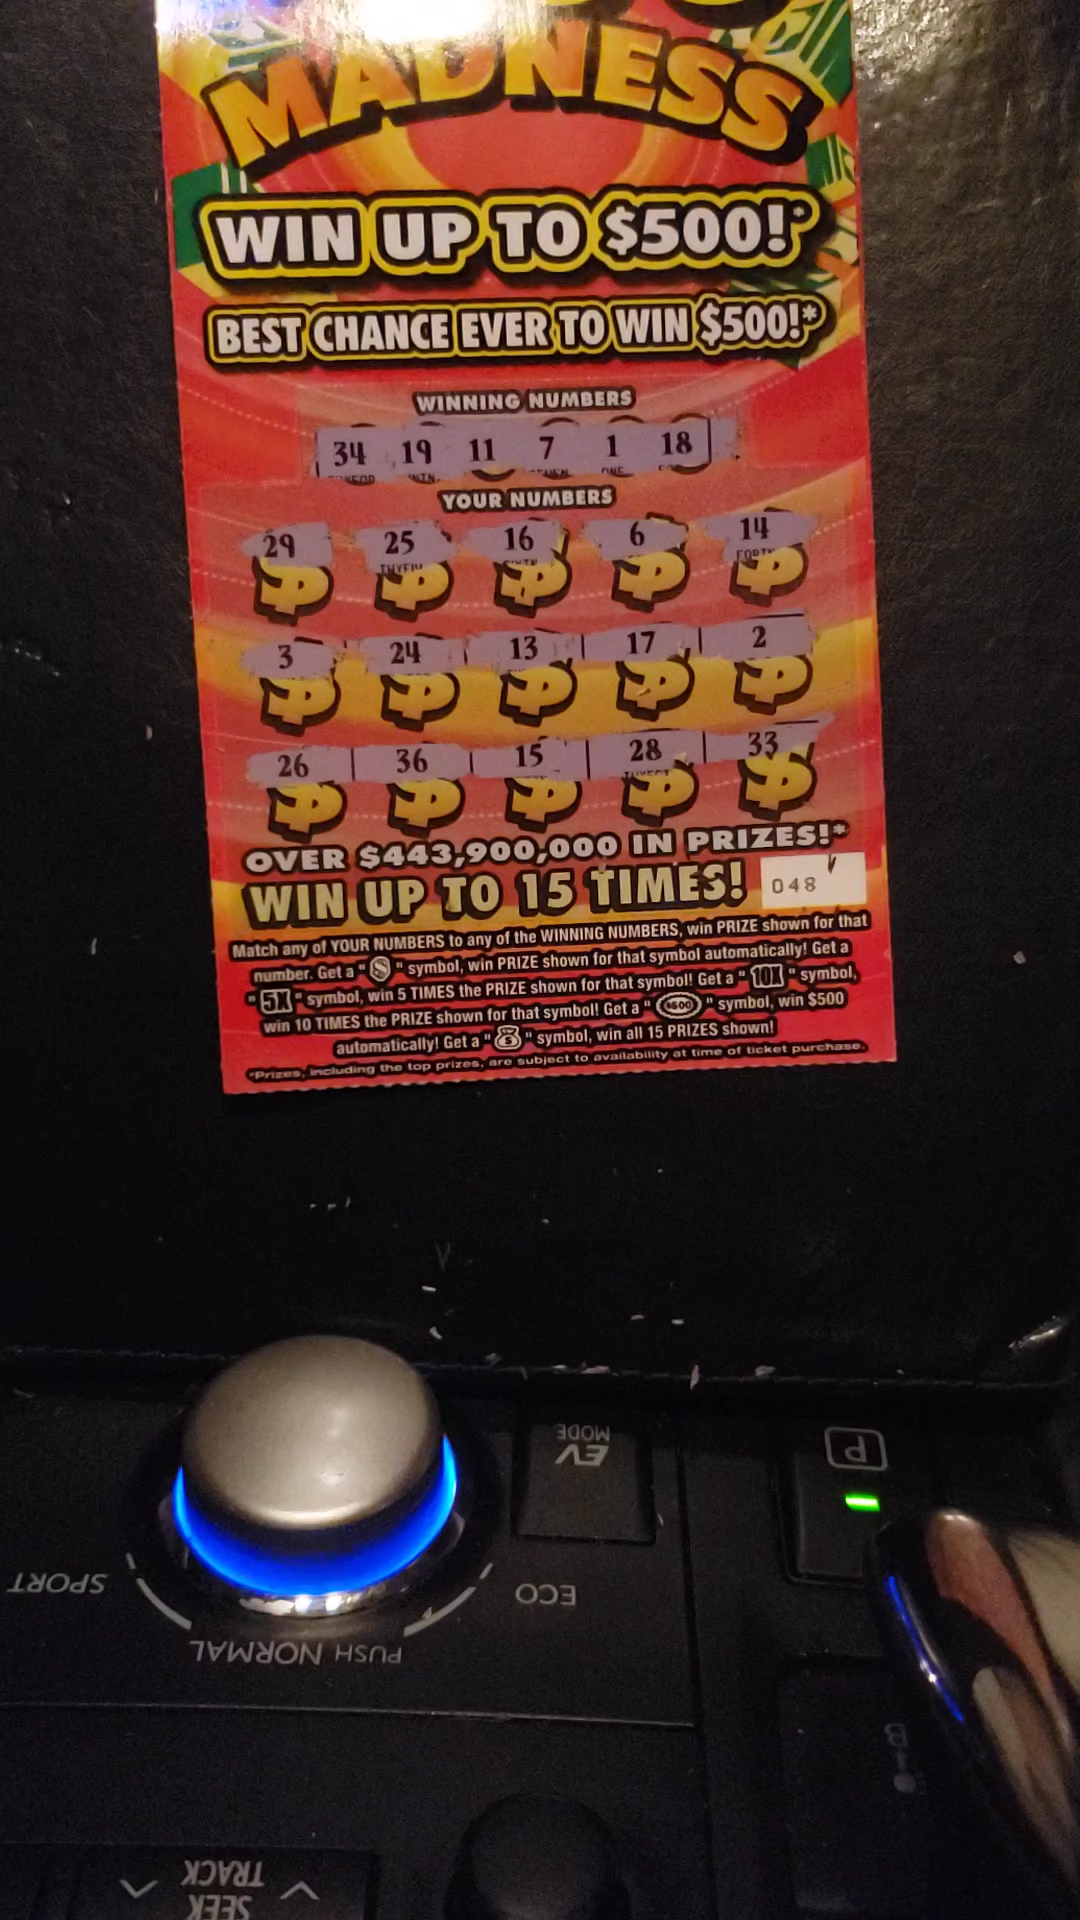 MADNESS
WIN UP TO $500!*
BEST CHANCE EVER TO WIN $500!*
WINNING NUMBERS
34 19 11 7 1 18
YOUR NUMBERS
29 25 16 6 14
3 24 13 17 2
26 36 15 28 33
OVER $443,900,000 IN PRIZES!*
WIN UP TO 15 TIMES!
048
Match any of YOUR NUMBERS to any of the WINNING NUMBERS, win PRIZE shown for that
number. Get a "$" symbol, win PRIZE shown for that symbol automatically! Get a
"5X" symbol, win 5 TIMES the PRIZE shown for that symbol! Get a "10X" symbol,
win 10 TIMES the PRIZE shown for that symbol! Get a "$500" symbol, win $500
automatically! Get a "$" symbol, win all 15 PRIZES shown!
*Prizes, including the top prizes, are subject to availability at time of ticket purchase.
EV
MODE
P
SPORT
ECO
PUSH NORMAL
B
SEEK
TRACK